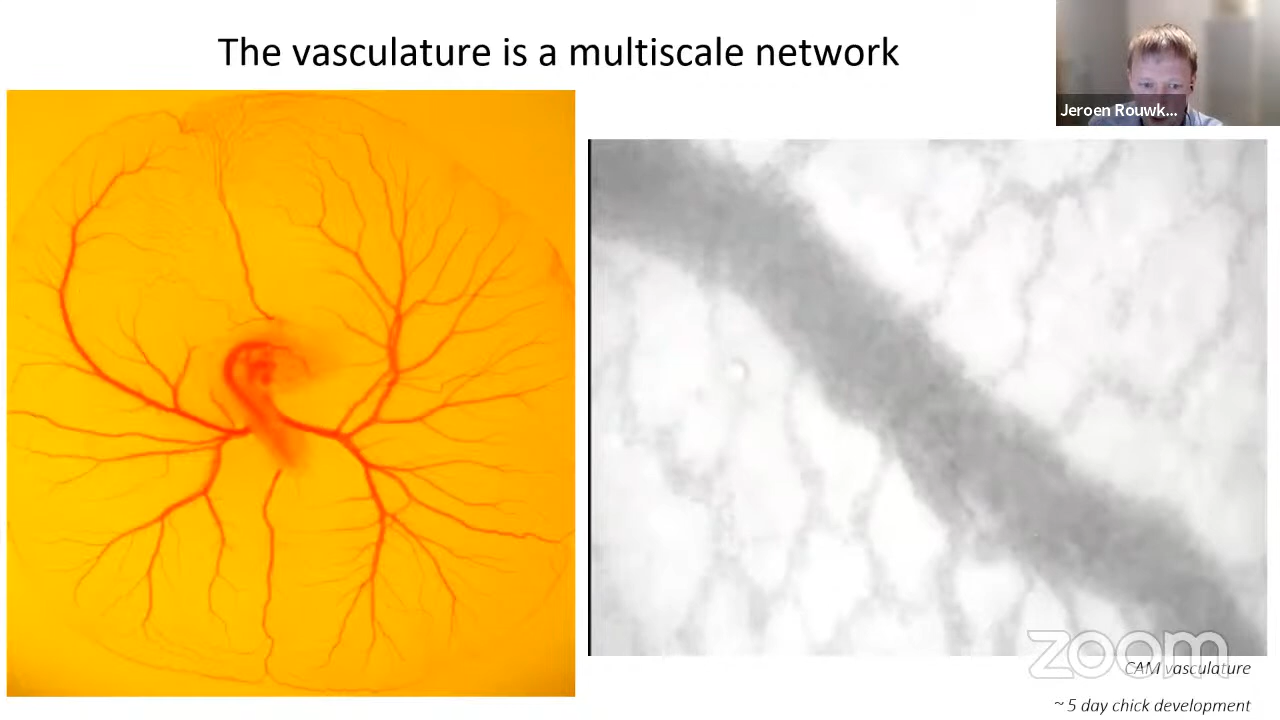 The vasculature is a multiscale network
Jeroen Rouwk...
zoom
CAM vasculature
~ 5 day chick development